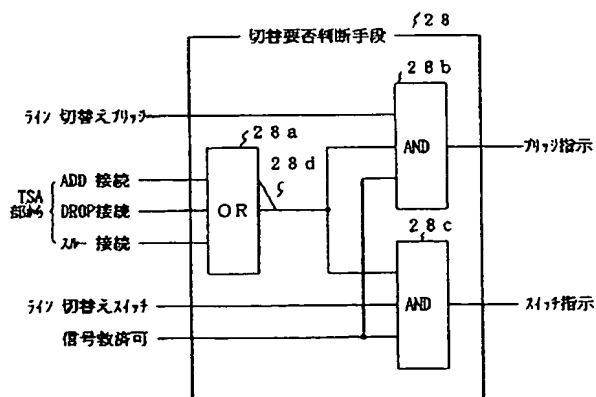 切替要否判断手段
28
28b
ライン 切替えブリッジ
28a
28d
AND
ブリッジ指示
TSA部から
ADD 接続
DROP接続
スルー 接続
OR
28c
ライン 切替えスイッチ
AND
スイッチ指示
信号救済可